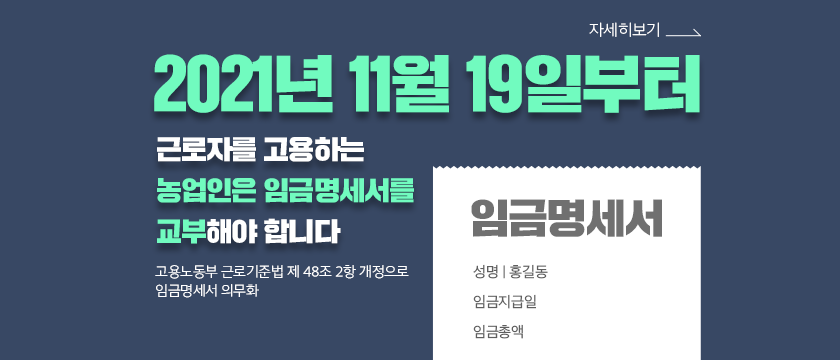 자세히보기
2021년 11월 19일부터
근로자를 고용하는
농업인은 임금명세서를
교부해야 합니다
고용노동부 근로기준법 제 48조 2항 개정으로
임금명세서 의무화
임금명세서
성명 | 홍길동
임금지급일
임금총액